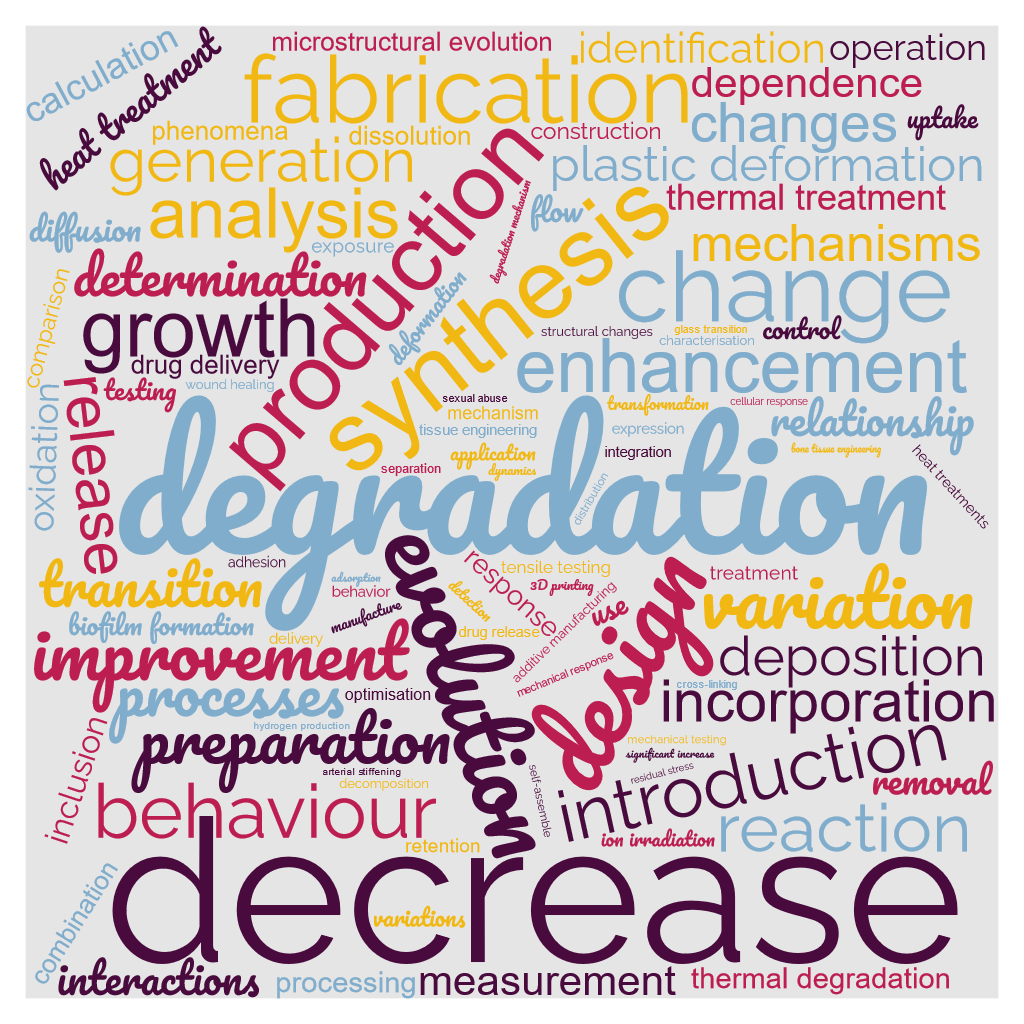 calculation
heat treatment
microstructural evolution
identification
operation
fabrication
dependence
phenomena
dissolution
construction
changes
uptake
generation
plastic deformation
analysis
production
degradation mechanism
flow
synthesis
thermal treatment
diffusion
exposure
mechanisms
determination
change
comparison
growth
deformation
structural changes
glass transition
characterisation
control
drug delivery
enhancement
release
testing
wound healing
sexual abuse
mechanism
transformation
cellular response
relationship
oxidation
tissue engineering
expression
application
integration
bone tissue engineering
separation
dynamics
distribution
heat treatments
degradation
adhesion
evolution
response
tensile testing
design
treatment
transition
adsorption
behavior
detection
3D printing
use
variation
manufacture
additive manufacturing
biofilm formation
delivery
drug release
improvement
deposition
mechanical response
cross-linking
processes
optimisation
incorporation
hydrogen production
preparation
mechanical testing
significant increase
introduction
inclusion
arterial stiffening
decomposition
self-assemble
residual stress
removal
behaviour
retention
ion irradiation
reaction
decrease
combination
variations
interactions
processing
measurement
thermal degradation